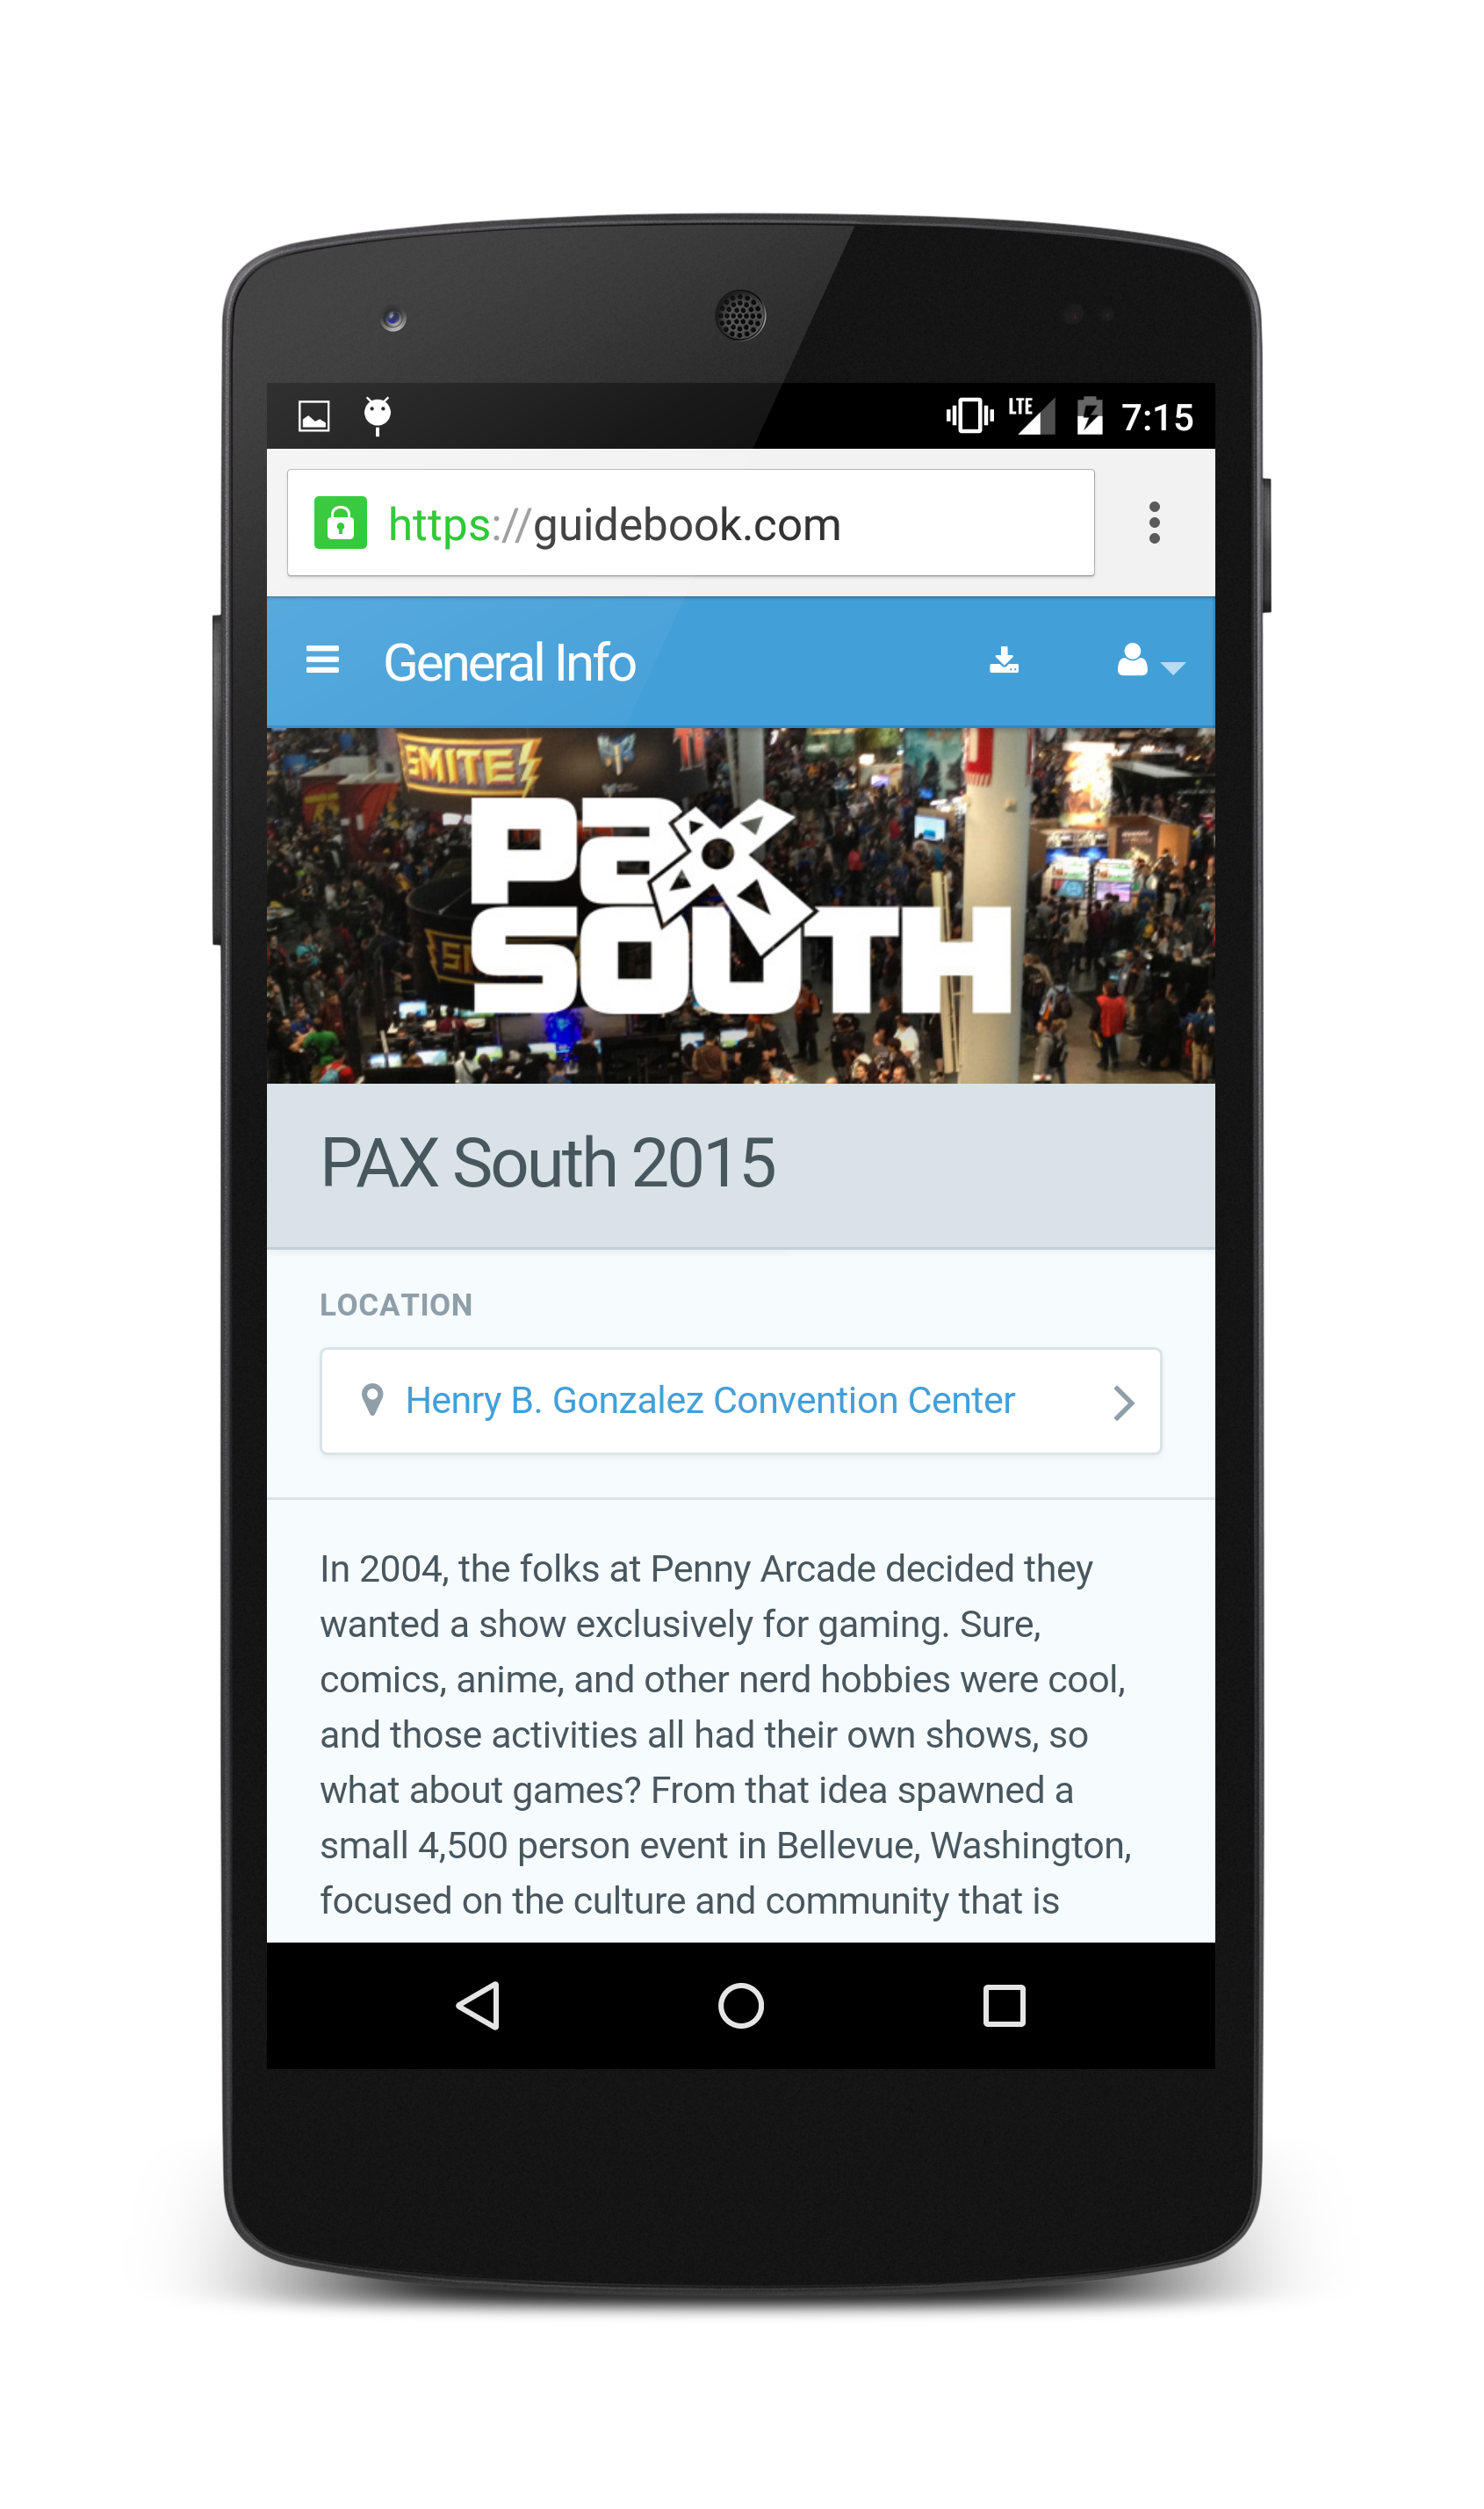 LTE 7:15
https://guidebook.com
General Info
SMITE
PAX
SOUTH
PAX South 2015
LOCATION
Henry B. Gonzalez Convention Center
In 2004, the folks at Penny Arcade decided they
wanted a show exclusively for gaming. Sure,
comics, anime, and other nerd hobbies were cool,
and those activities all had their own shows, so
what about games? From that idea spawned a
small 4,500 person event in Bellevue, Washington,
focused on the culture and community that is